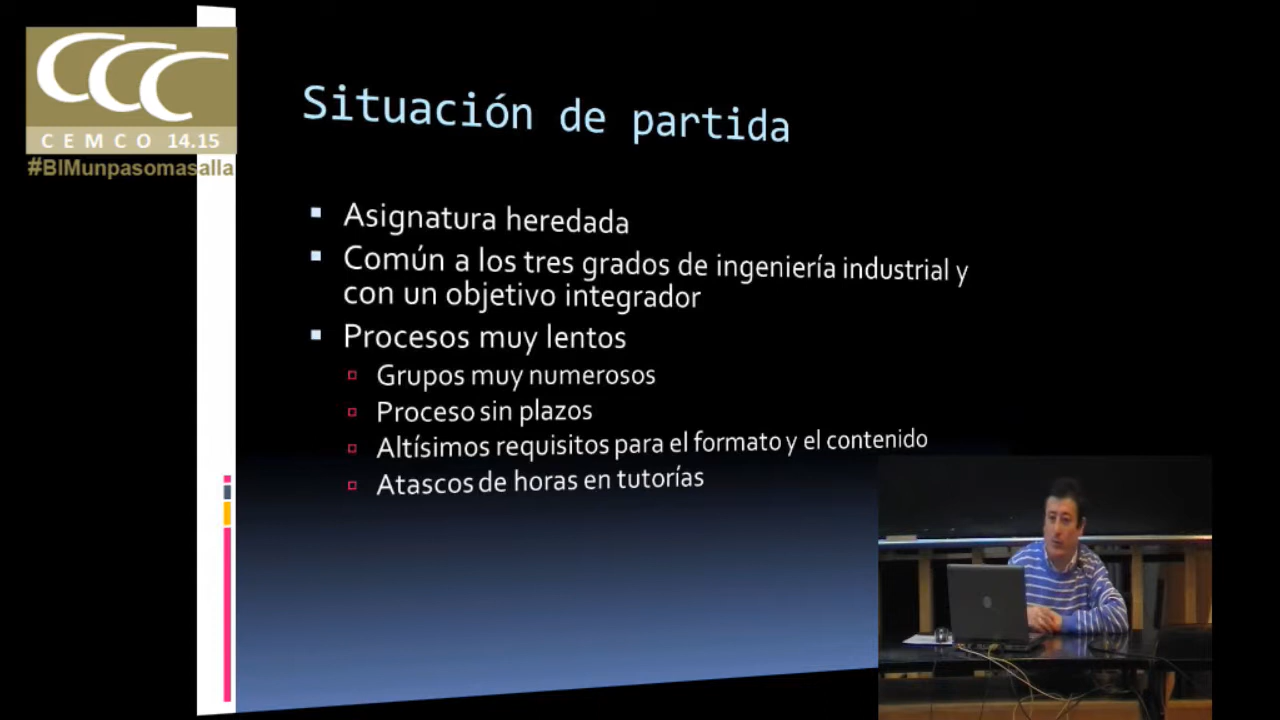 CCC
CEMCO 14.15
#BIMunpasomasalla
Situación de partida
Asignatura heredada
Común a los tres grados de ingeniería industrial y
con un objetivo integrador
Procesos muy lentos
Grupos muy numerosos
Proceso sin plazos
Altísimos requisitos para el formato y el contenido
Atascos de horas en tutorías